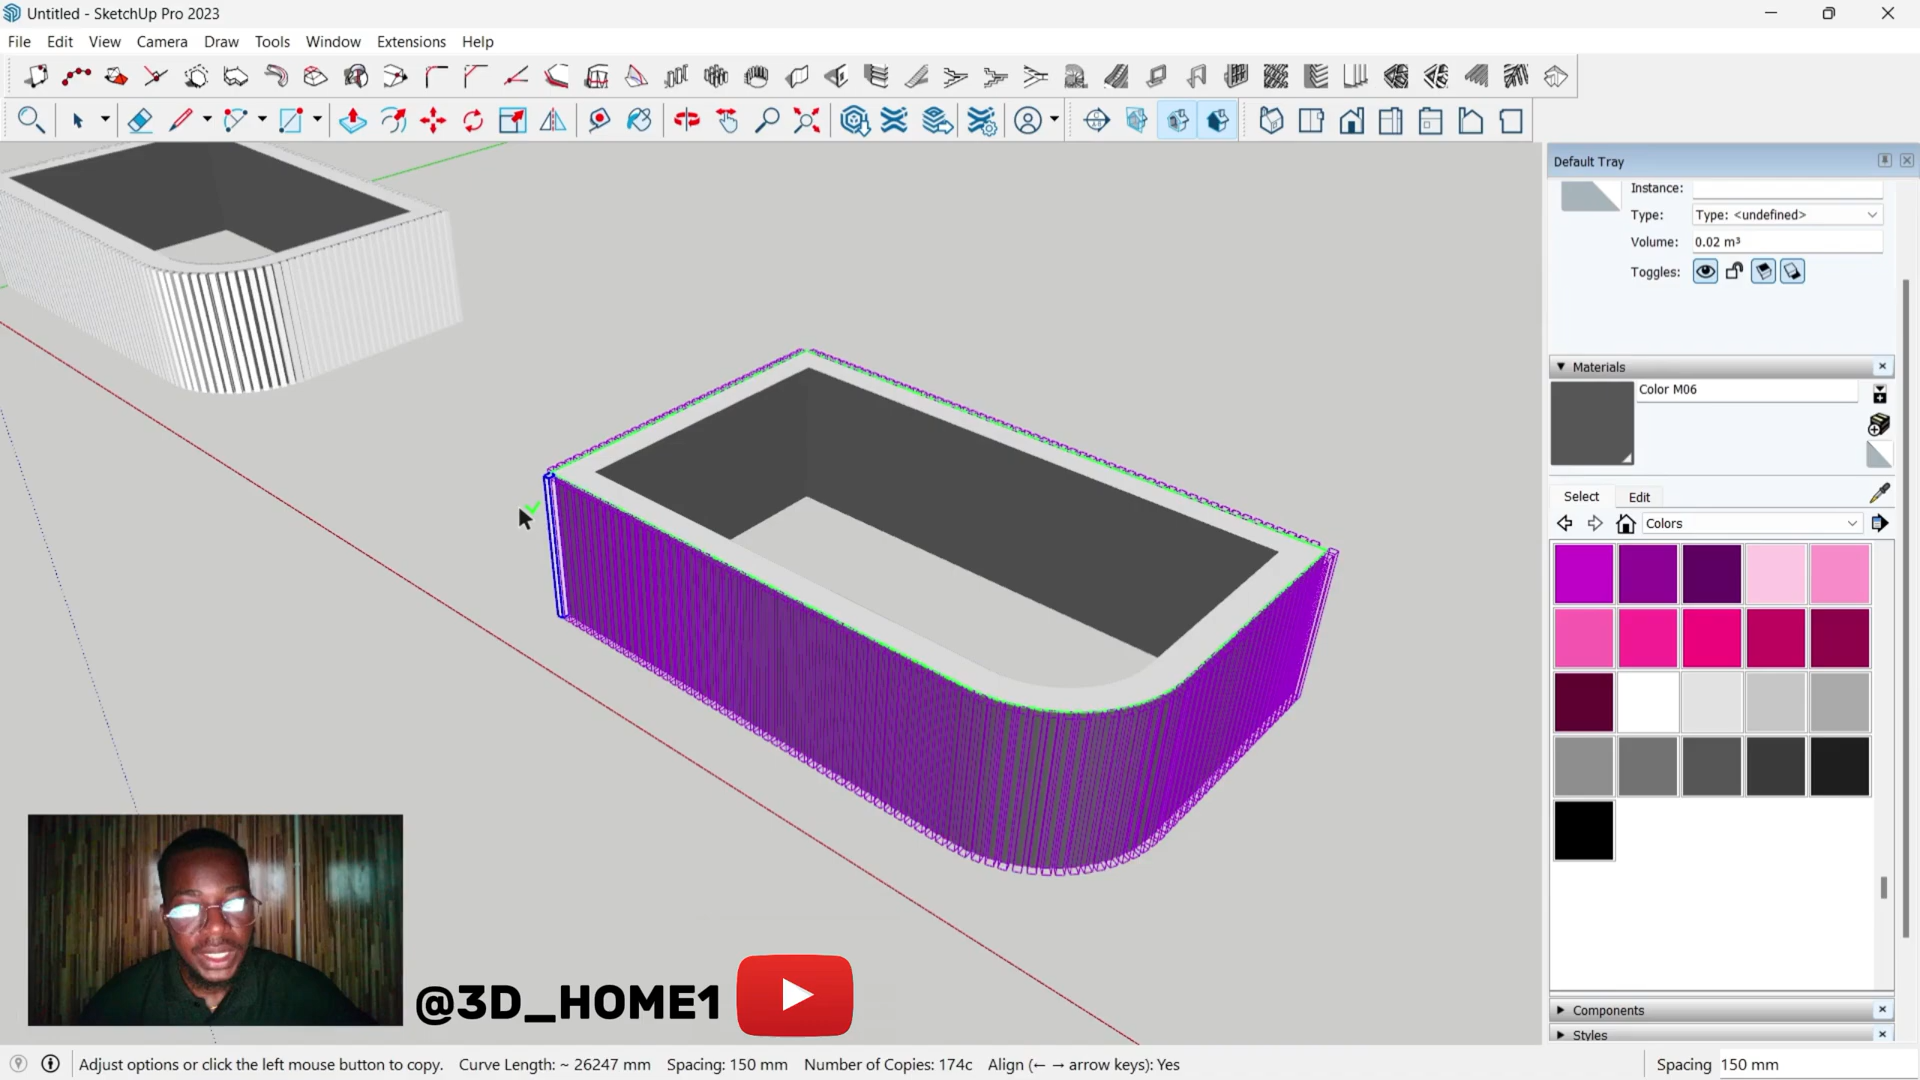 Untitled - SketchUp Pro 2023
File Edit View Camera Draw Tools Window Extensions Help
Default Tray
Instance:
Type: Type: <undefined>
Volume: 0.02 m³
Toggles:
Materials
Color M06
Select Edit
Colors
@3D_HOME1
Components
Styles
Adjust options or click the left mouse button to copy. Curve Length: ~ 26247 mm Spacing: 150 mm Number of Copies: 174c Align (← → arrow keys): Yes
Spacing 150 mm